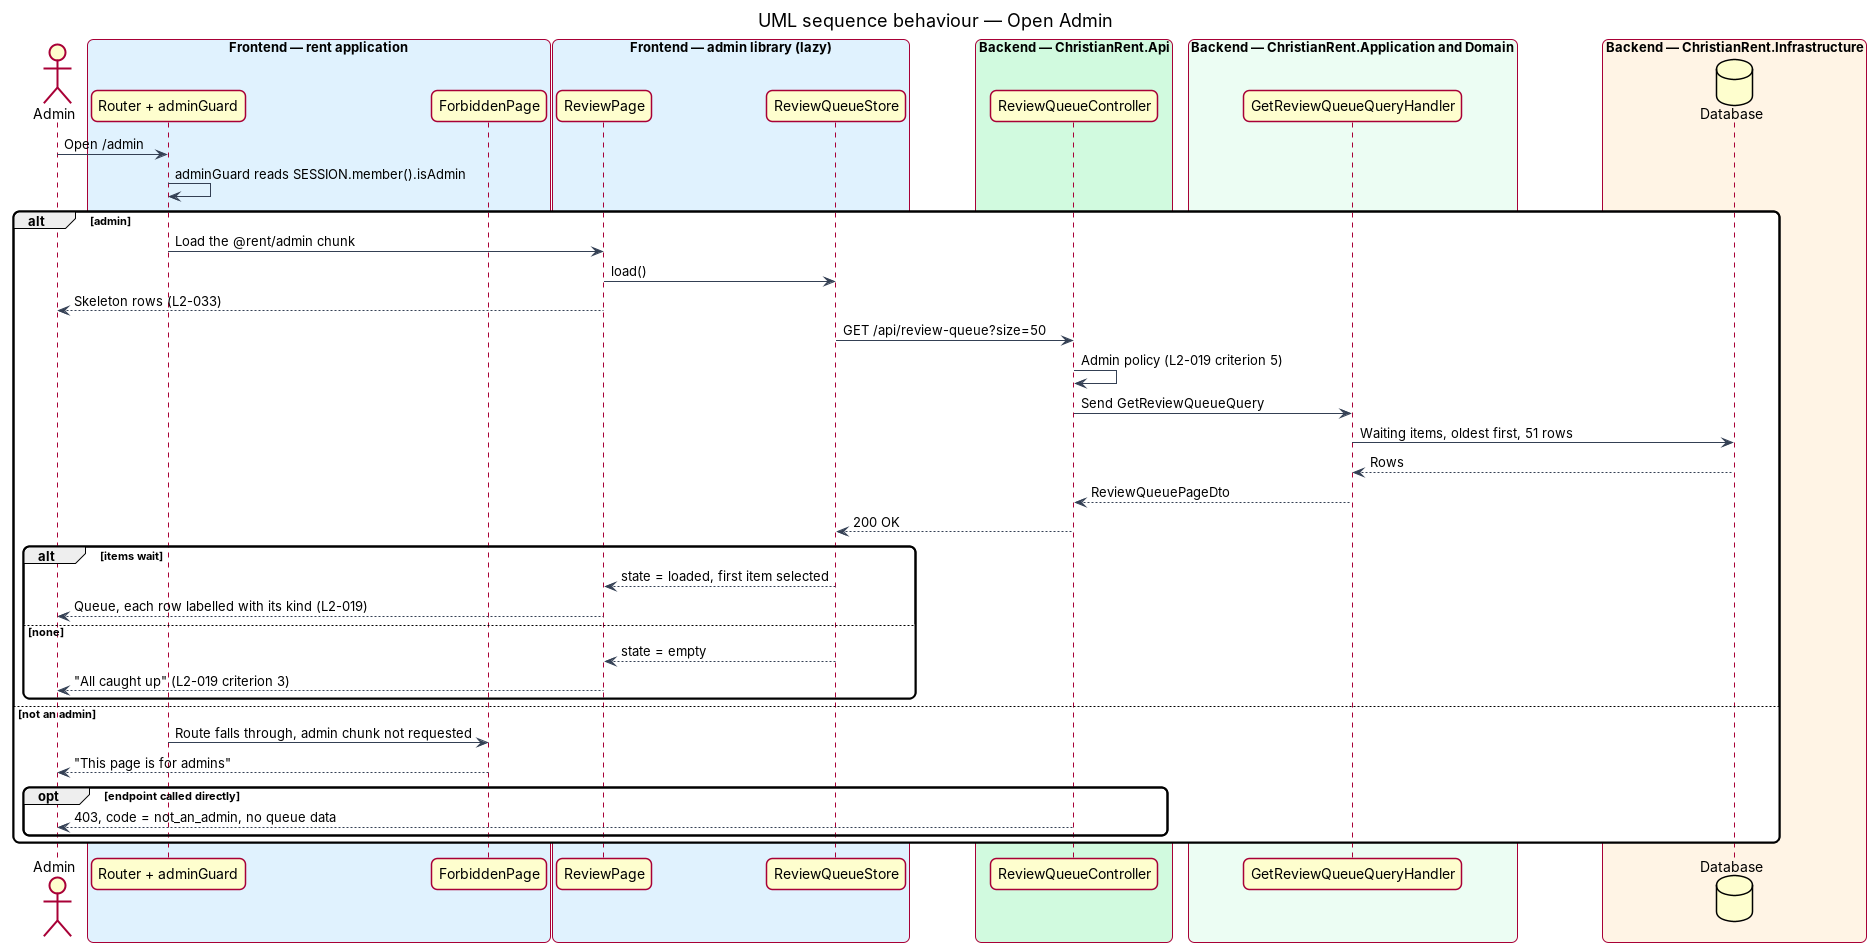 UML sequence behaviour — Open Admin
Frontend — rent application
Frontend — admin library (lazy)
Backend — ChristianRent.Api
Backend — ChristianRent.Application and Domain
Backend — ChristianRent.Infrastructure
Admin
Router + adminGuard
ForbiddenPage
ReviewPage
ReviewQueueStore
ReviewQueueController
GetReviewQueueQueryHandler
Database
Open /admin
adminGuard reads SESSION.member().isAdmin
alt [admin]
Load the @rent/admin chunk
load()
Skeleton rows (L2-033)
GET /api/review-queue?size=50
Admin policy (L2-019 criterion 5)
Send GetReviewQueueQuery
Waiting items, oldest first, 51 rows
Rows
ReviewQueuePageDto
200 OK
alt [items wait]
state = loaded, first item selected
Queue, each row labelled with its kind (L2-019)
[none]
state = empty
"All caught up" (L2-019 criterion 3)
[not an admin]
Route falls through, admin chunk not requested
"This page is for admins"
opt [endpoint called directly]
403, code = not_an_admin, no queue data
Admin
Router + adminGuard
ForbiddenPage
ReviewPage
ReviewQueueStore
ReviewQueueController
GetReviewQueueQueryHandler
Database